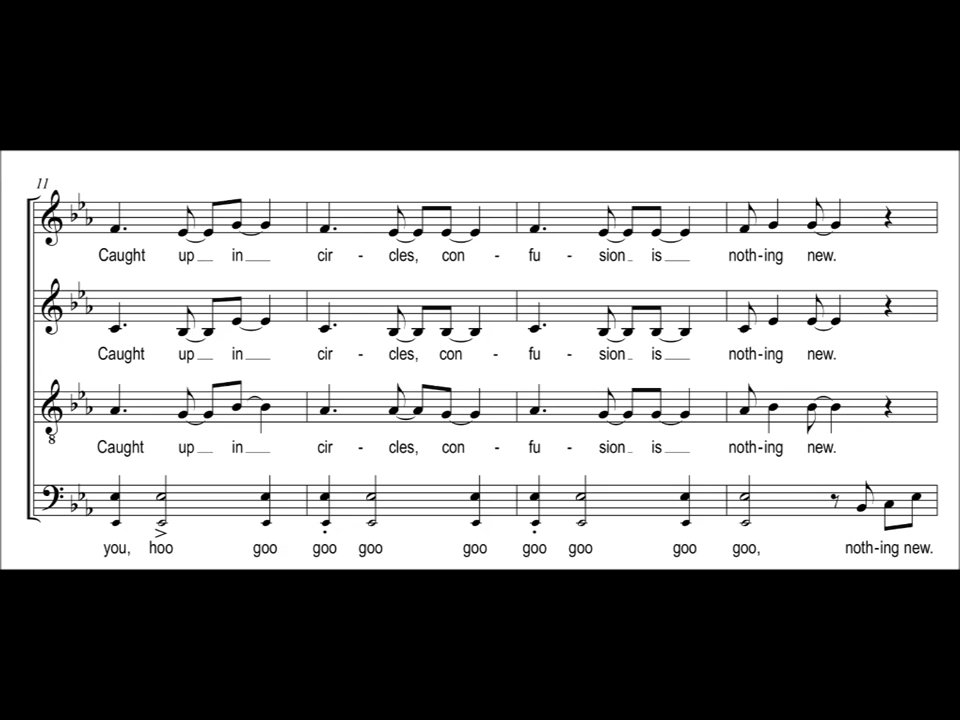 11
Caught up in cir - cles, con - fu - sion is noth-ing new.
Caught up in cir - cles, con - fu - sion is noth-ing new.
8
Caught up in cir - cles, con - fu - sion is noth-ing new.
you, hoo goo goo goo goo goo goo goo goo, noth-ing new.